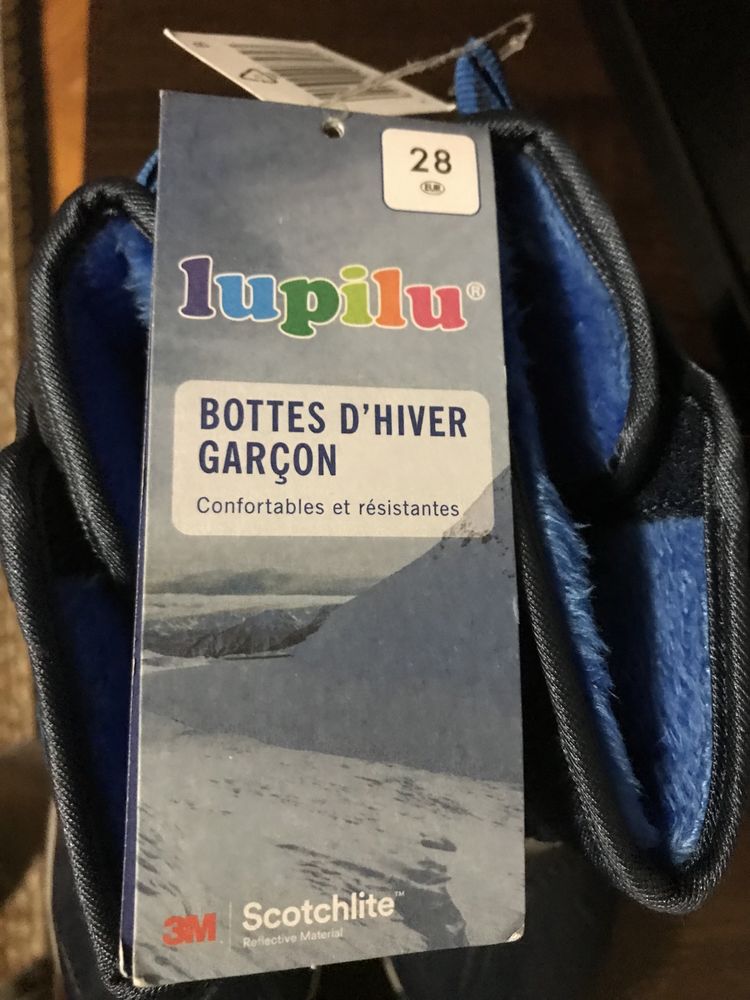 28
EUR
lupilu®
BOTTES D'HIVER
GARÇON
Confortables et résistantes
3M Scotchlite™
Reflective Material